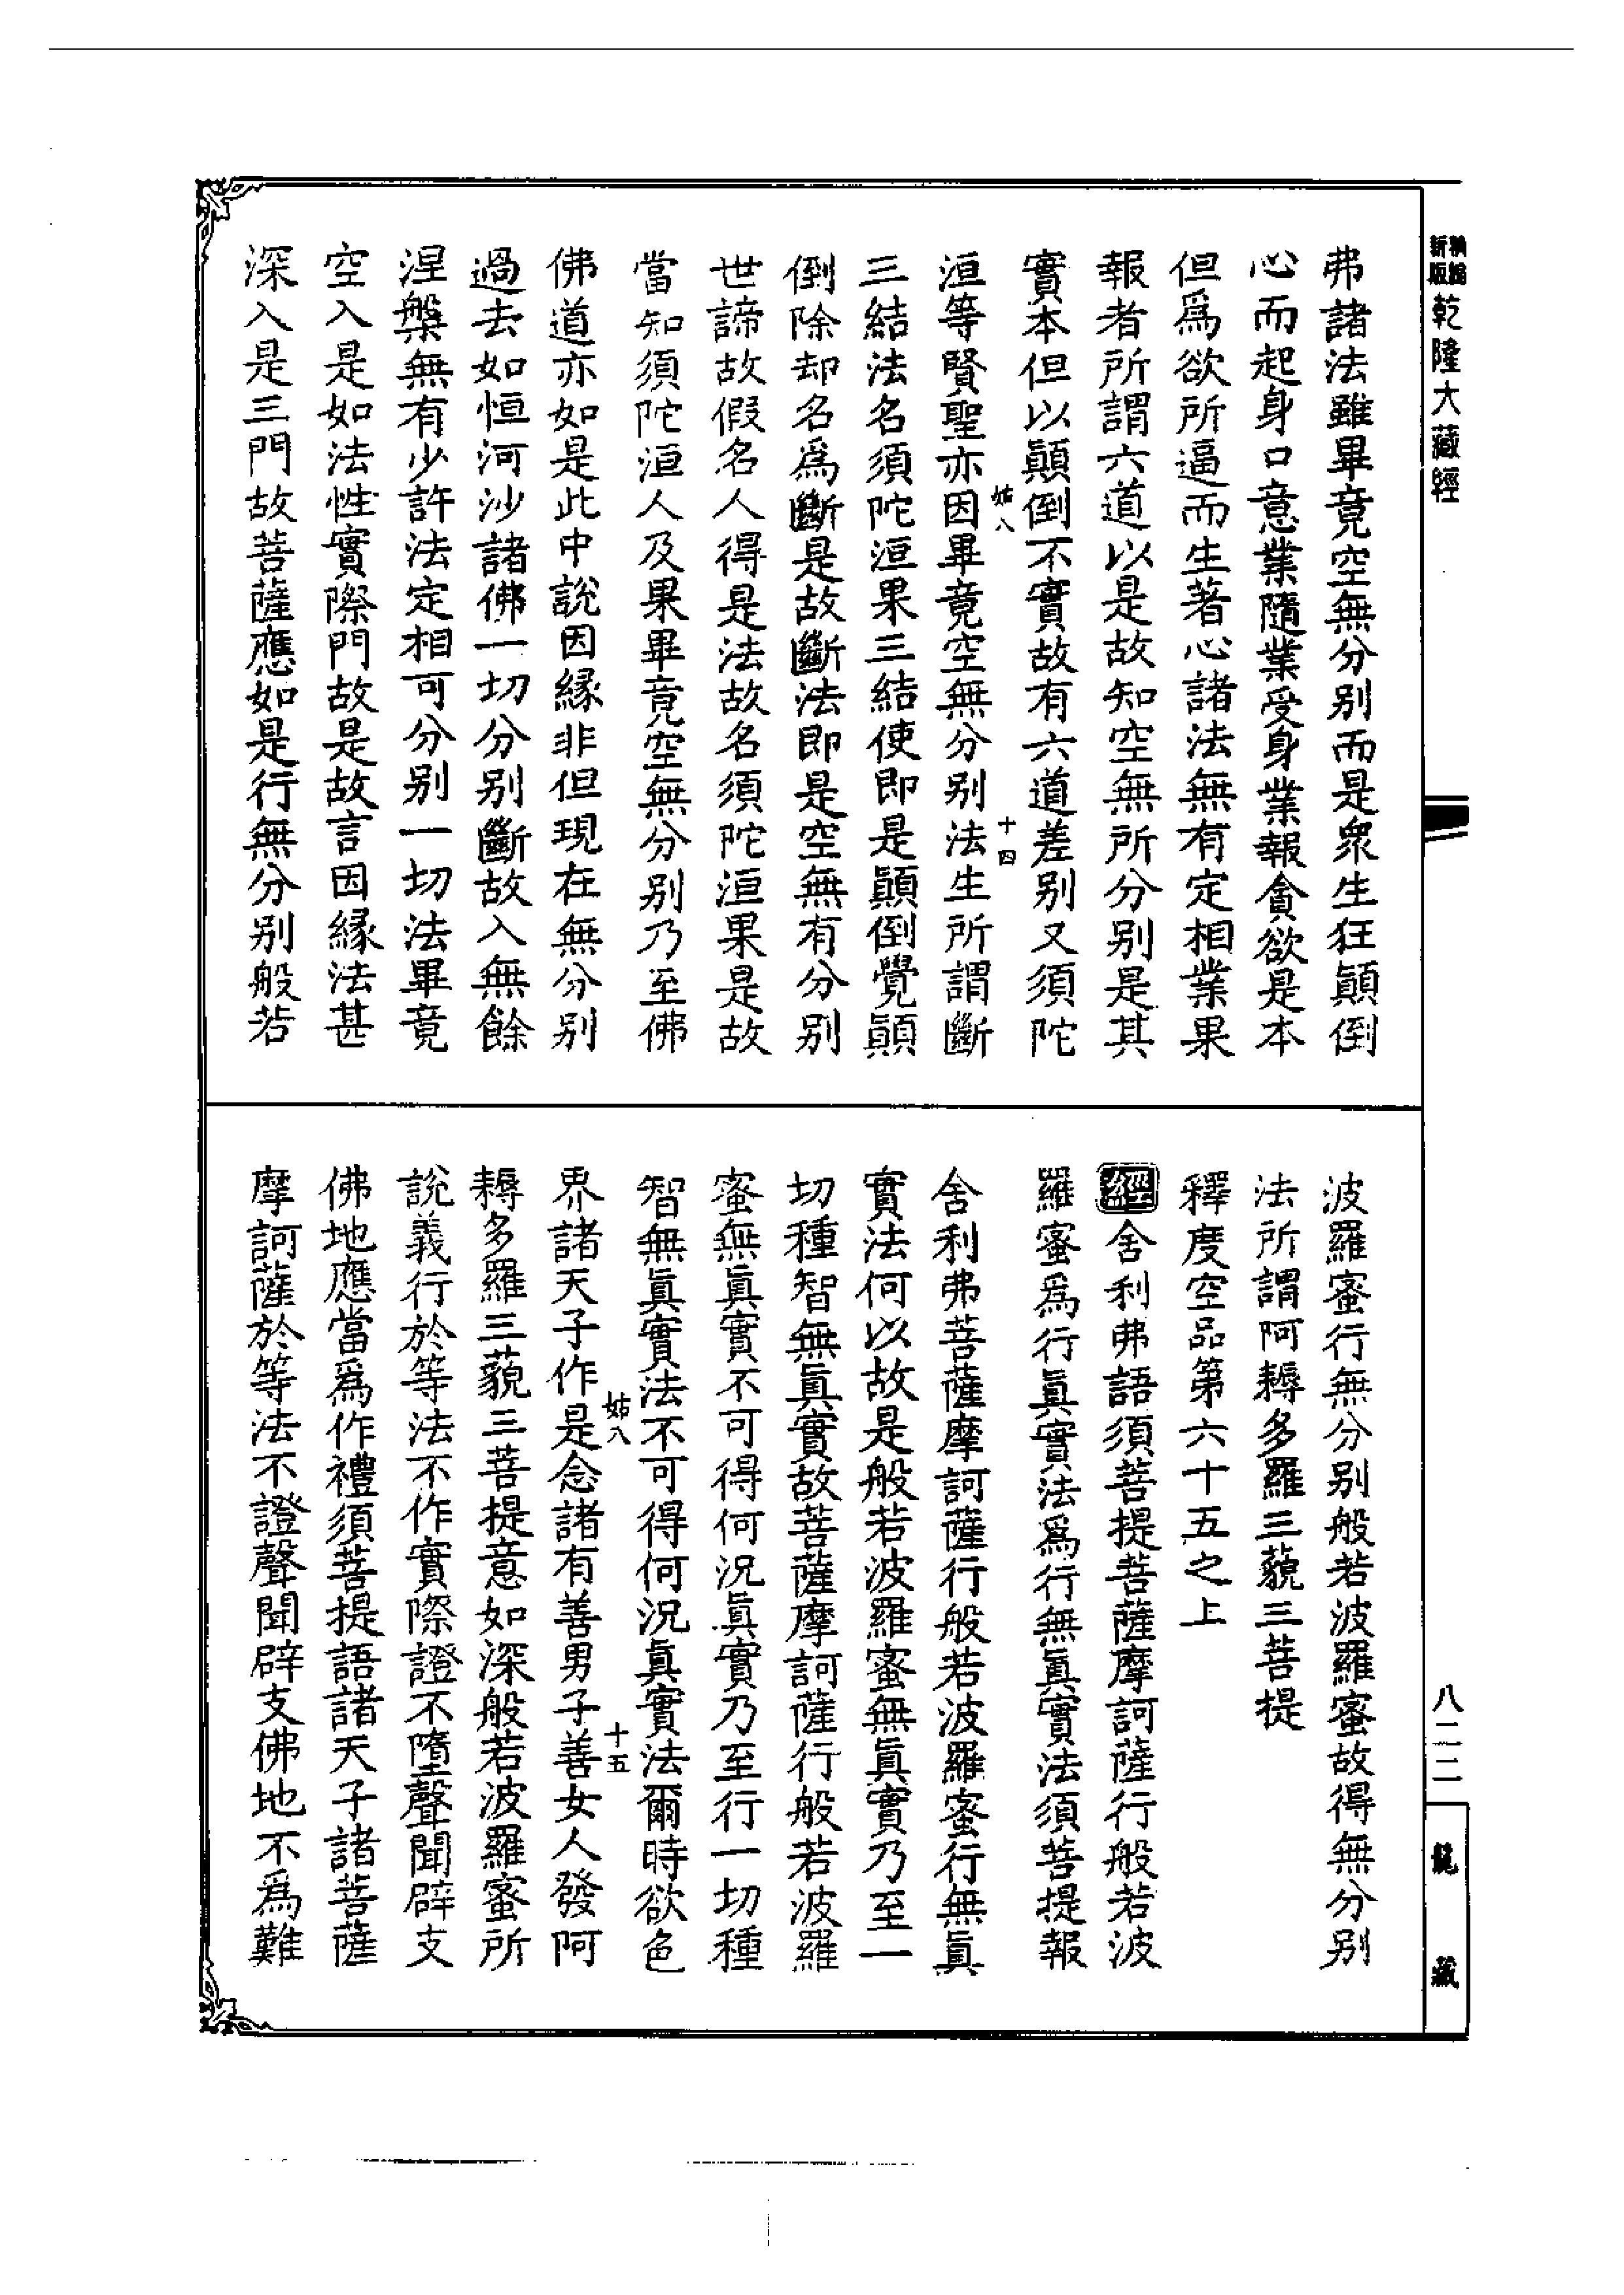 新版精縮乾隆大藏經
弗諸法雖畢竟空無分別而是衆生狂顚倒
心而起身口意業隨業受身業報貪欲是本
但爲欲所逼而生著心諸法無有定相業果
報者所謂六道以是故知空無所分別是其
實本但以顚倒不實故有六道差別又須陀
姑八 十四
洹等賢聖亦因畢竟空無分別法生所謂斷
三結法名須陀洹果三結使即是顚倒覺顚
倒除却名爲斷是故斷法即是空無有分別
世諦故假名人得是法故名須陀洹果是故
當知須陀洹人及果畢竟空無分別乃至佛
佛道亦如是此中說因緣非但現在無分別
過去如恒河沙諸佛一切分別斷故入無餘
涅槃無有少許法定相可分別一切法畢竟
空入是如法性實際門故是故言因緣法甚
深入是三門故菩薩應如是行無分別般若
波羅蜜行無分別般若波羅蜜故得無分別
法所謂阿耨多羅三藐三菩提
釋度空品第六十五之上
經舍利弗語須菩提菩薩摩訶薩行般若波
羅蜜爲行眞實法爲行無眞實法須菩提報
舍利弗菩薩摩訶薩行般若波羅蜜行無眞
實法何以故是般若波羅蜜無眞實乃至一
切種智無眞實故菩薩摩訶薩行般若波羅
蜜無眞實不可得何況眞實乃至行一切種
智無眞實法不可得何況眞實法爾時欲色
姑八 十五
界諸天子作是念諸有善男子善女人發阿
耨多羅三藐三菩提意如深般若波羅蜜所
說義行於等法不作實際證不墮聲聞辟支
佛地應當爲作禮須菩提語諸天子諸菩薩
摩訶薩於等法不證聲聞辟支佛地不爲難
八二二
龍藏